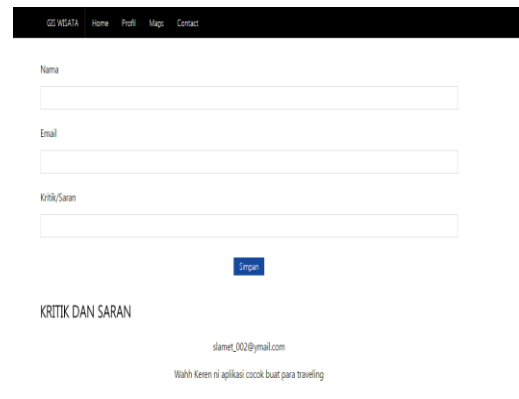 GIS WISATA Home Profil Maps Contact
Nama
Email
Kritik/Saran
Simpan
KRITIK DAN SARAN
slamet_002@ymail.com
Wahh Keren ni aplikasi cocok buat para traveling